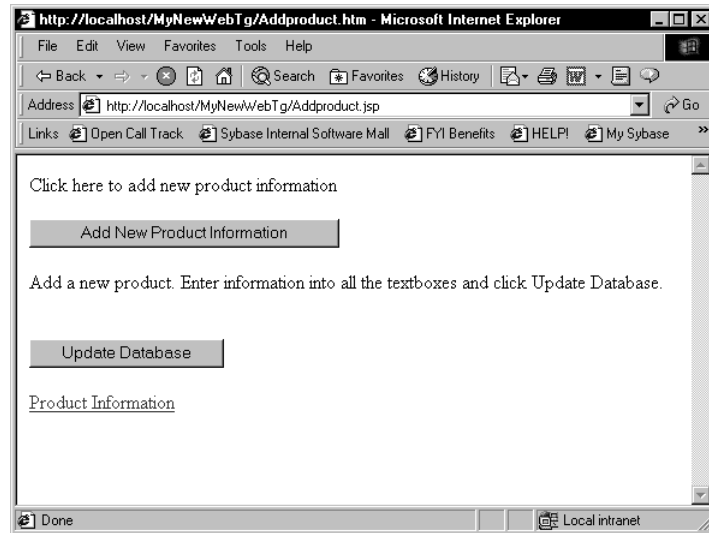 http://localhost/MyNewWebTg/Addproduct.htm - Microsoft Internet Explorer
File Edit View Favorites Tools Help
Back Search Favorites History
Address http://localhost/MyNewWebTg/Addproduct.jsp Go
Links Open Call Track Sybase Internal Software Mall FYI Benefits HELP! My Sybase »
Click here to add new product information
Add New Product Information
Add a new product. Enter information into all the textboxes and click Update Database.
Update Database
Product Information
Done Local intranet